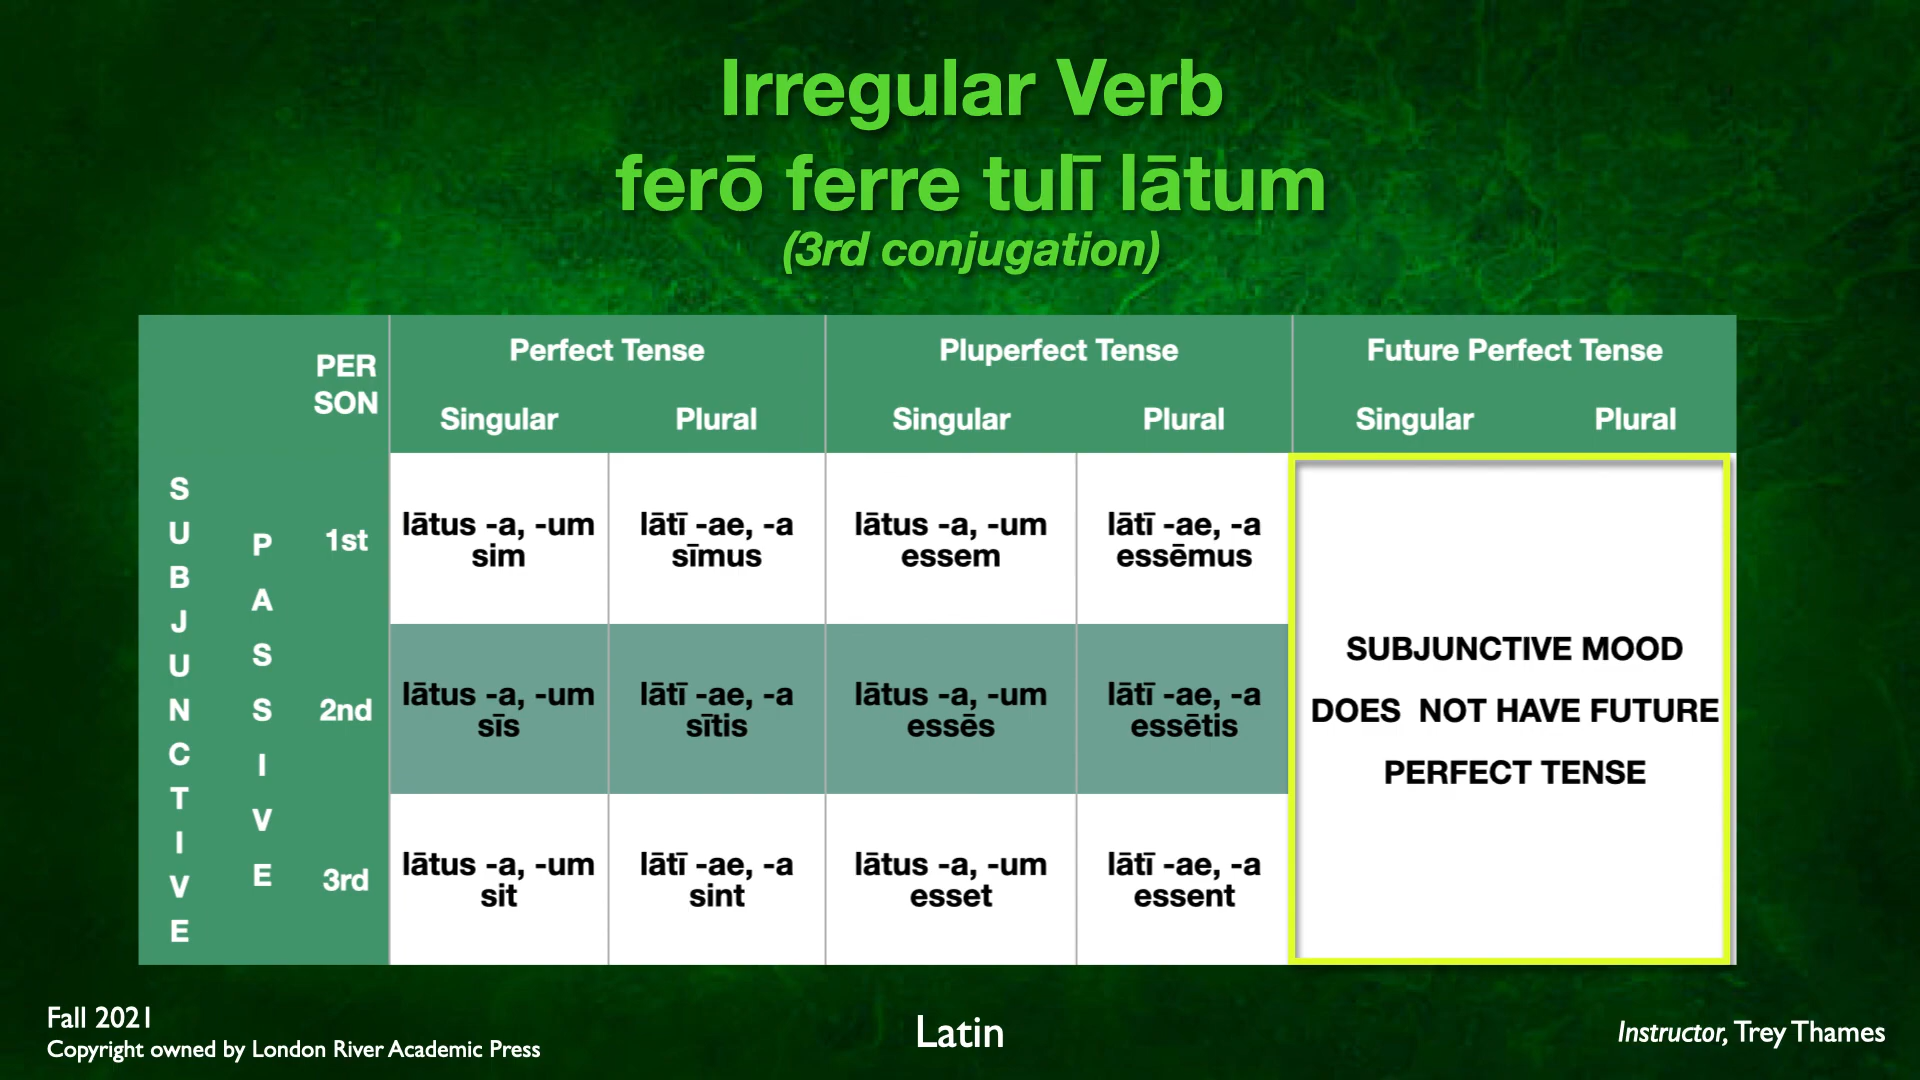 Irregular Verb
ferō ferre tulī lātum
(3rd conjugation)
PER
SON
Perfect Tense
Pluperfect Tense
Future Perfect Tense
Singular
Plural
Singular
Plural
Singular
Plural
SUBJUNCTIVE
PASSIVE
1st
lātus -a, -um
sim
lātī -ae, -a
sīmus
lātus -a, -um
essem
lātī -ae, -a
essēmus
2nd
lātus -a, -um
sīs
lātī -ae, -a
sītis
lātus -a, -um
essēs
lātī -ae, -a
essētis
3rd
lātus -a, -um
sit
lātī -ae, -a
sint
lātus -a, -um
esset
lātī -ae, -a
essent
SUBJUNCTIVE MOOD
DOES NOT HAVE FUTURE
PERFECT TENSE
Fall 2021
Copyright owned by London River Academic Press
Latin
Instructor, Trey Thames